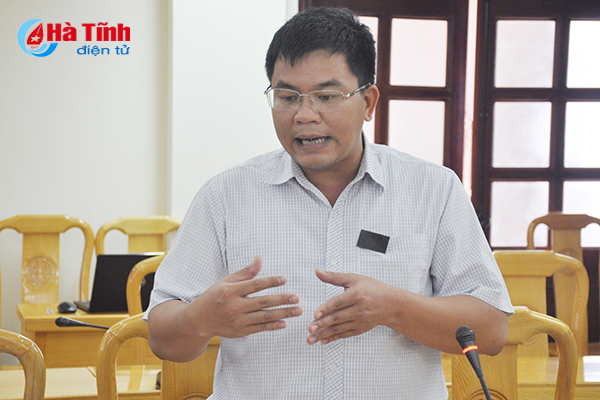 Hà Tĩnh
điện tử